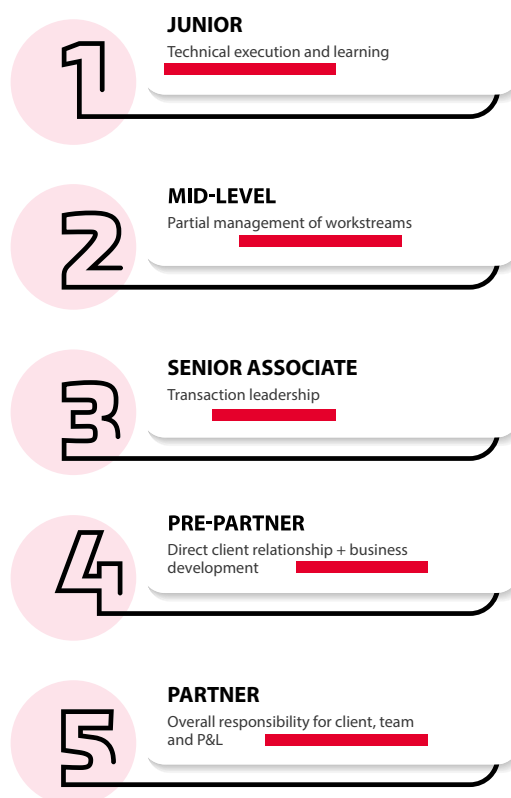 1
JUNIOR
Technical execution and learning
2
MID-LEVEL
Partial management of workstreams
3
SENIOR ASSOCIATE
Transaction leadership
4
PRE-PARTNER
Direct client relationship + business
development
5
PARTNER
Overall responsibility for client, team
and P&L